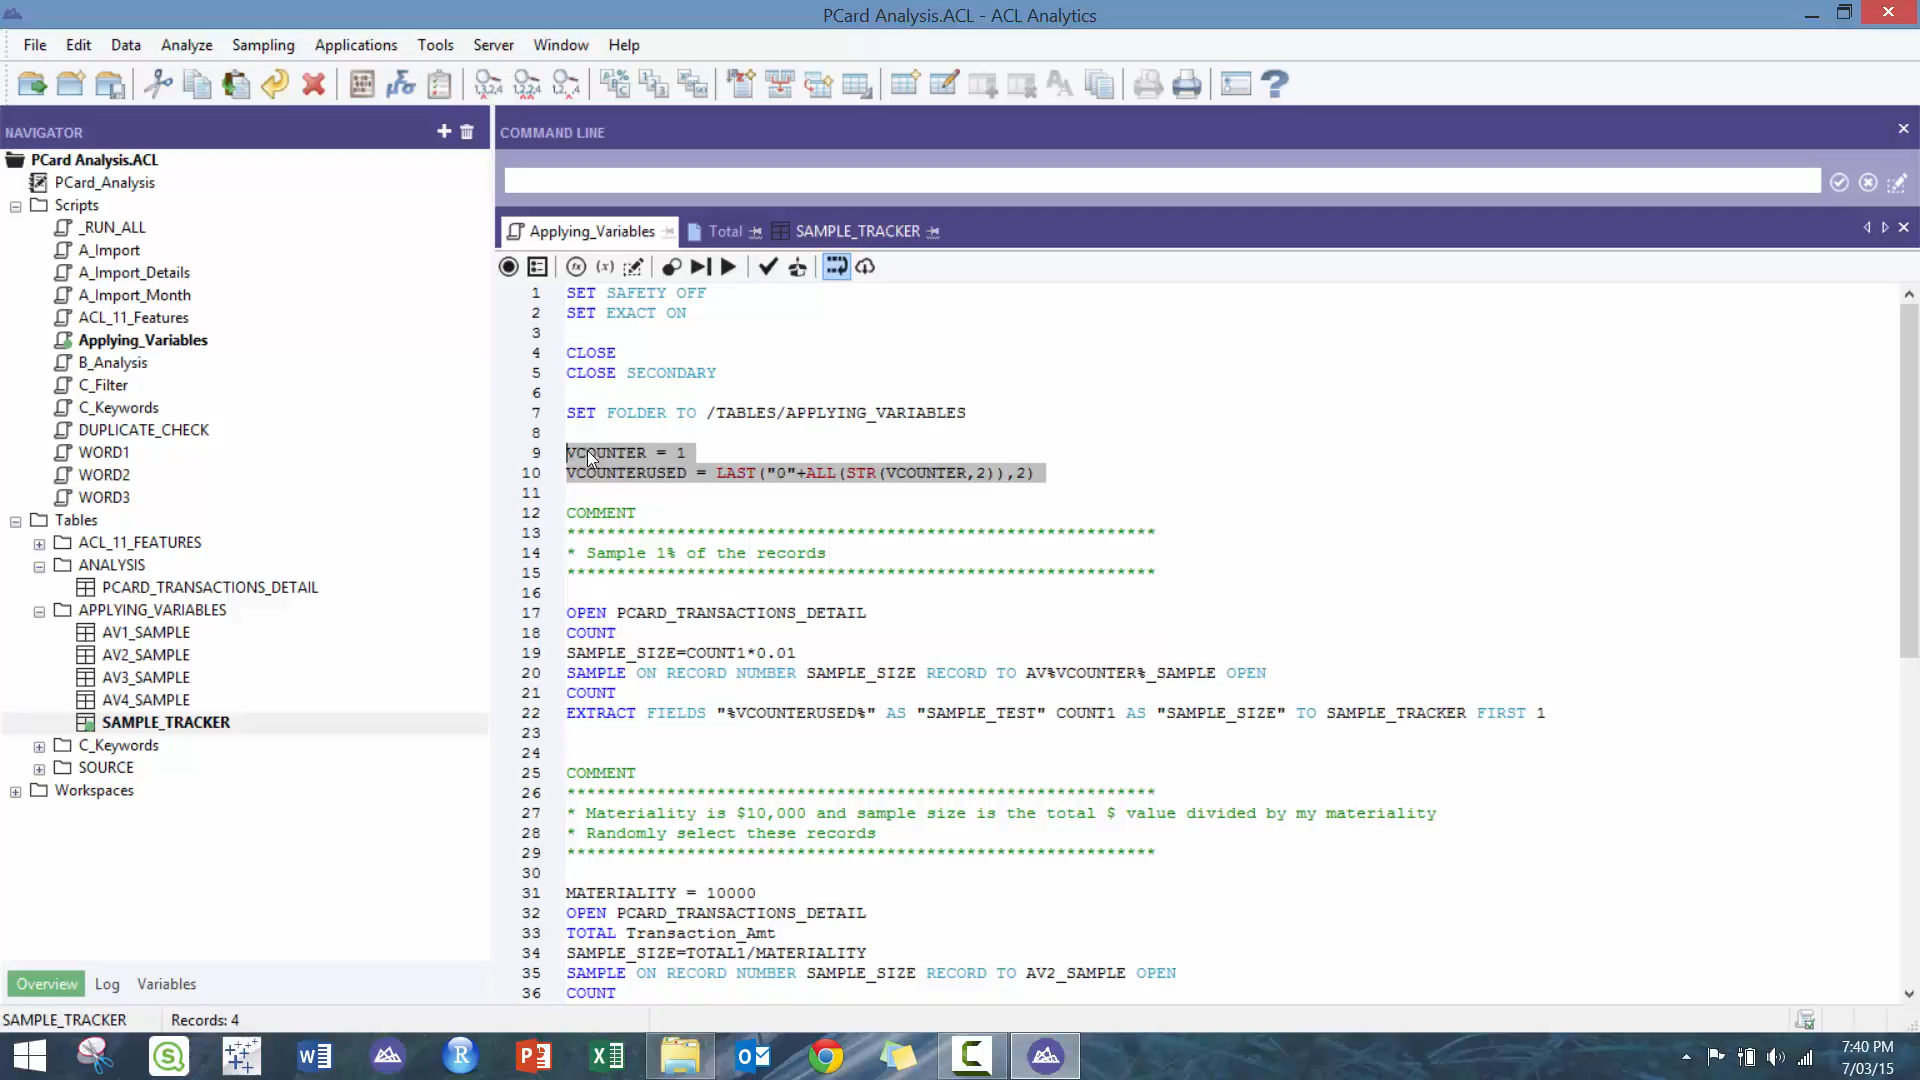 PCard Analysis.ACL - ACL Analytics
File Edit Data Analyze Sampling Applications Tools Server Window Help
NAVIGATOR
PCard Analysis.ACL
PCard_Analysis
Scripts
_RUN_ALL
A_Import
A_Import_Details
A_Import_Month
ACL_11_Features
Applying_Variables
B_Analysis
C_Filter
C_Keywords
DUPLICATE_CHECK
WORD1
WORD2
WORD3
Tables
ACL_11_FEATURES
ANALYSIS
PCARD_TRANSACTIONS_DETAIL
APPLYING_VARIABLES
AV1_SAMPLE
AV2_SAMPLE
AV3_SAMPLE
AV4_SAMPLE
SAMPLE_TRACKER
C_Keywords
SOURCE
Workspaces
Overview Log Variables
COMMAND LINE
Applying_Variables Total SAMPLE_TRACKER
1 SET SAFETY OFF
2 SET EXACT ON
3
4 CLOSE
5 CLOSE SECONDARY
6
7 SET FOLDER TO /TABLES/APPLYING_VARIABLES
8
9 VCOUNTER = 1
10 VCOUNTERUSED = LAST("0"+ALL(STR(VCOUNTER,2)),2)
11
12 COMMENT
13 ***********************************************************
14 * Sample 1% of the records
15 ***********************************************************
16
17 OPEN PCARD_TRANSACTIONS_DETAIL
18 COUNT
19 SAMPLE_SIZE=COUNT1*0.01
20 SAMPLE ON RECORD NUMBER SAMPLE_SIZE RECORD TO AV%VCOUNTER%_SAMPLE OPEN
21 COUNT
22 EXTRACT FIELDS "%VCOUNTERUSED%" AS "SAMPLE_TEST" COUNT1 AS "SAMPLE_SIZE" TO SAMPLE_TRACKER FIRST 1
23
24
25 COMMENT
26 ***********************************************************
27 * Materiality is $10,000 and sample size is the total $ value divided by my materiality
28 * Randomly select these records
29 ***********************************************************
30
31 MATERIALITY = 10000
32 OPEN PCARD_TRANSACTIONS_DETAIL
33 TOTAL Transaction_Amt
34 SAMPLE_SIZE=TOTAL1/MATERIALITY
35 SAMPLE ON RECORD NUMBER SAMPLE_SIZE RECORD TO AV2_SAMPLE OPEN
36 COUNT
SAMPLE_TRACKER Records: 4
7:40 PM
7/03/15